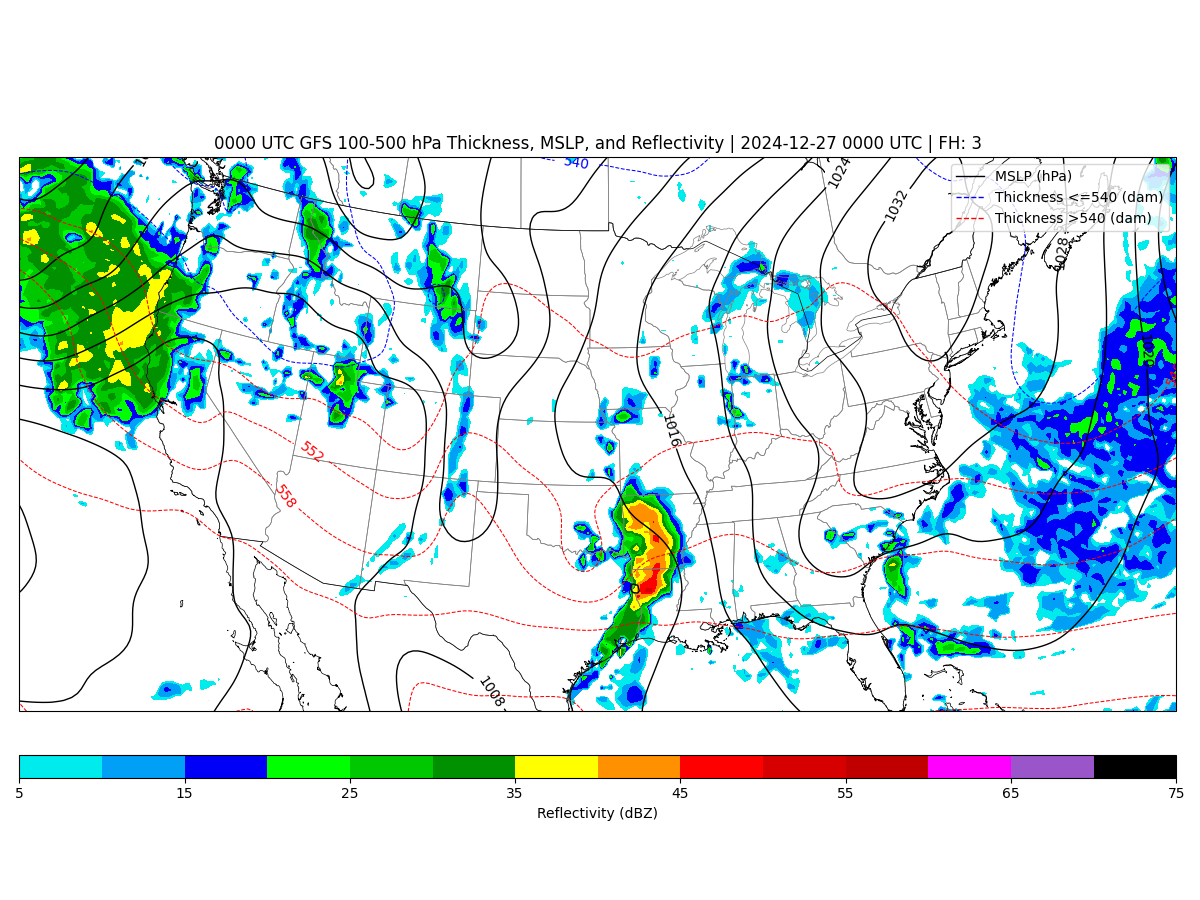 0000 UTC GFS 100-500 hPa Thickness, MSLP, and Reflectivity | 2024-12-27 0000 UTC | FH: 3
540
1024
MSLP (hPa)
Thickness <=540 (dam)
Thickness >540 (dam)
1032
1028
1016
552
558
1008
5 15 25 35 45 55 65 75
Reflectivity (dBZ)